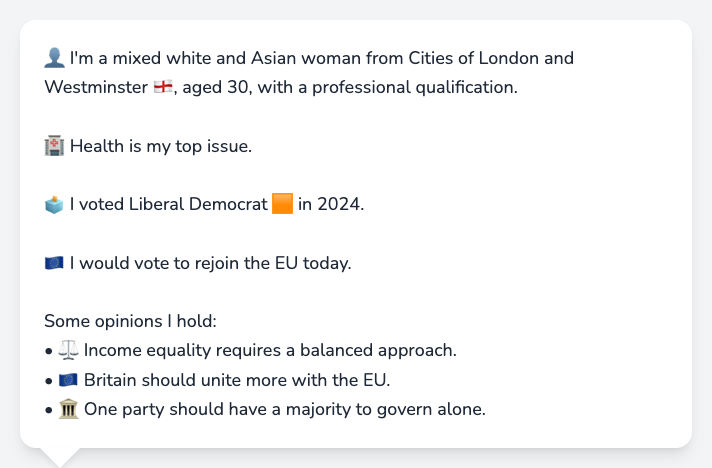 👤 I'm a mixed white and Asian woman from Cities of London and
Westminster 🏴󠁧󠁢󠁥󠁮󠁧󠁿, aged 30, with a professional qualification.
🏥 Health is my top issue.
🗳️ I voted Liberal Democrat 🟧 in 2024.
🇪🇺 I would vote to rejoin the EU today.
Some opinions I hold:
• ⚖️ Income equality requires a balanced approach.
• 🇪🇺 Britain should unite more with the EU.
• 🏛️ One party should have a majority to govern alone.